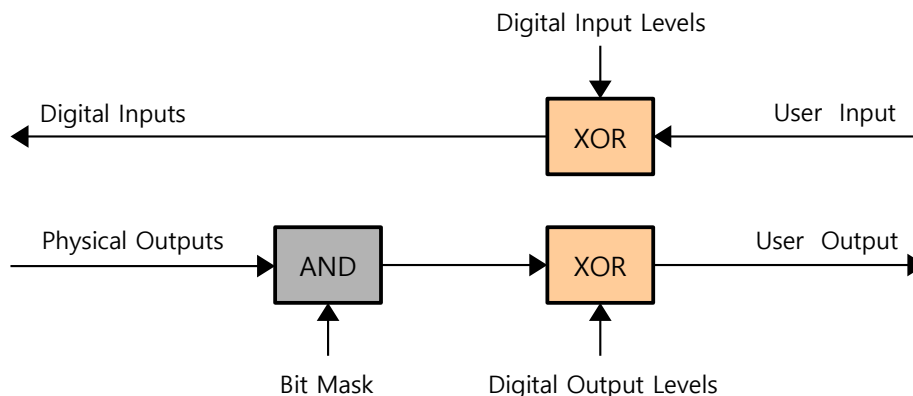 Digital Input Levels
Digital Inputs
XOR
User Input
Physical Outputs
AND
XOR
User Output
Bit Mask
Digital Output Levels